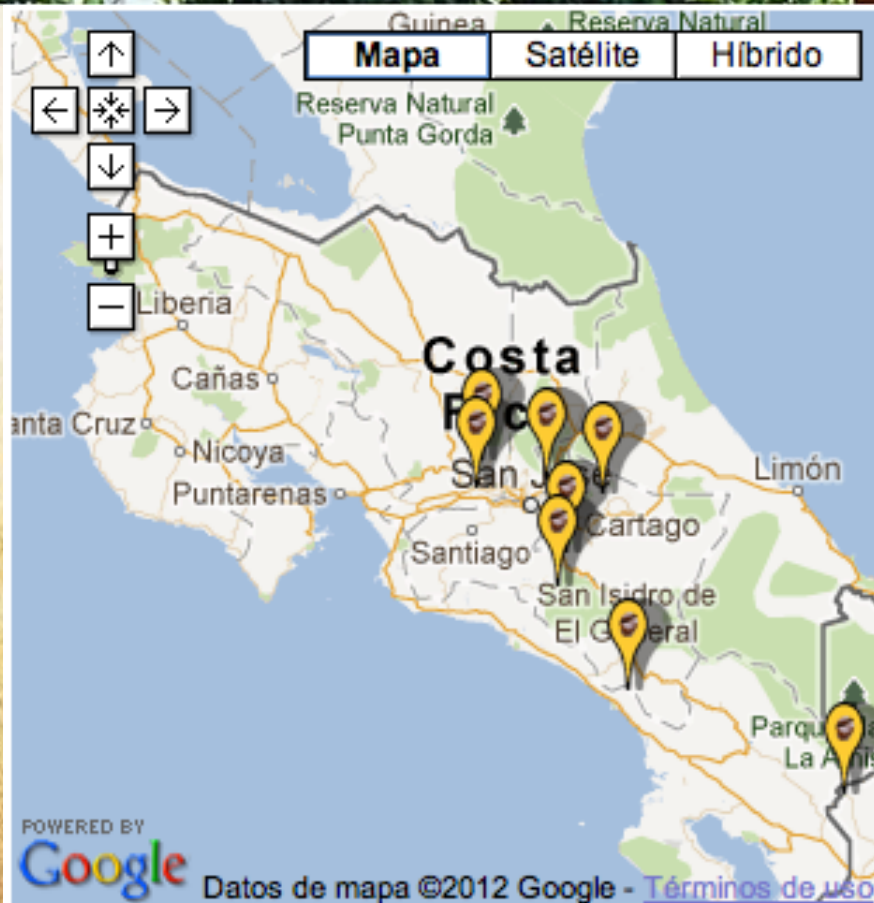 Guinea
Reserva Natural
Mapa
Satélite
Híbrido
Reserva Natural
Punta Gorda
Liberia
Costa
Cañas
anta Cruz
Nicoya
San José
Limón
Puntarenas
Cartago
Santiago
San Isidro de
El General
La
POWERED BY
Google
Datos de mapa ©2012 Google - Términos de uso